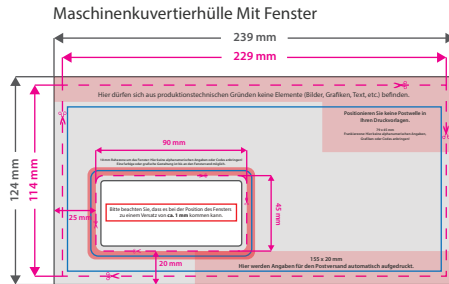 Maschinenkuvertierhülle Mit Fenster
239 mm
229 mm
Hier dürfen sich aus produktionstechnischen Gründen keine Elemente (Bilder, Grafiken, Text, etc.) befinden.
Positionieren Sie keine Postwelle in
Ihren Druckvorlagen.
74 x 45 mm
124 mm
114 mm
90 mm
Bitte beachten Sie, dass es bei der Position des Fensters
zu einem Versatz von ca. 1 mm kommen kann.
45 mm
25 mm
20 mm
155 x 20 mm
Hier werden Angaben für den Postversand automatisch aufgedruckt.